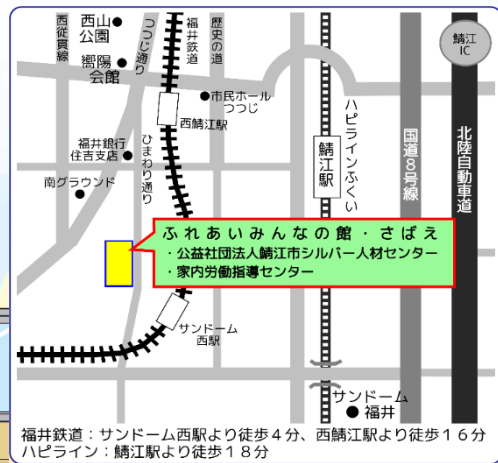 西山
公園
嚮陽
会館
西従貫線
つつじ通り
福井鉄道
歴史の道
鯖江
IC
市民ホール
つつじ
西鯖江駅
福井銀行
住吉支店
ひまわり通り
南グラウンド
鯖江駅
ハピラインふくい
国道8号線
北陸自動車道
ふれあいみんなの館・さばえ
・公益社団法人鯖江市シルバー人材センター
・家内労働指導センター
サンドーム
西駅
サンドーム
福井
福井鉄道：サンドーム西駅より徒歩4分、西鯖江駅より徒歩16分
ハピライン：鯖江駅より徒歩18分